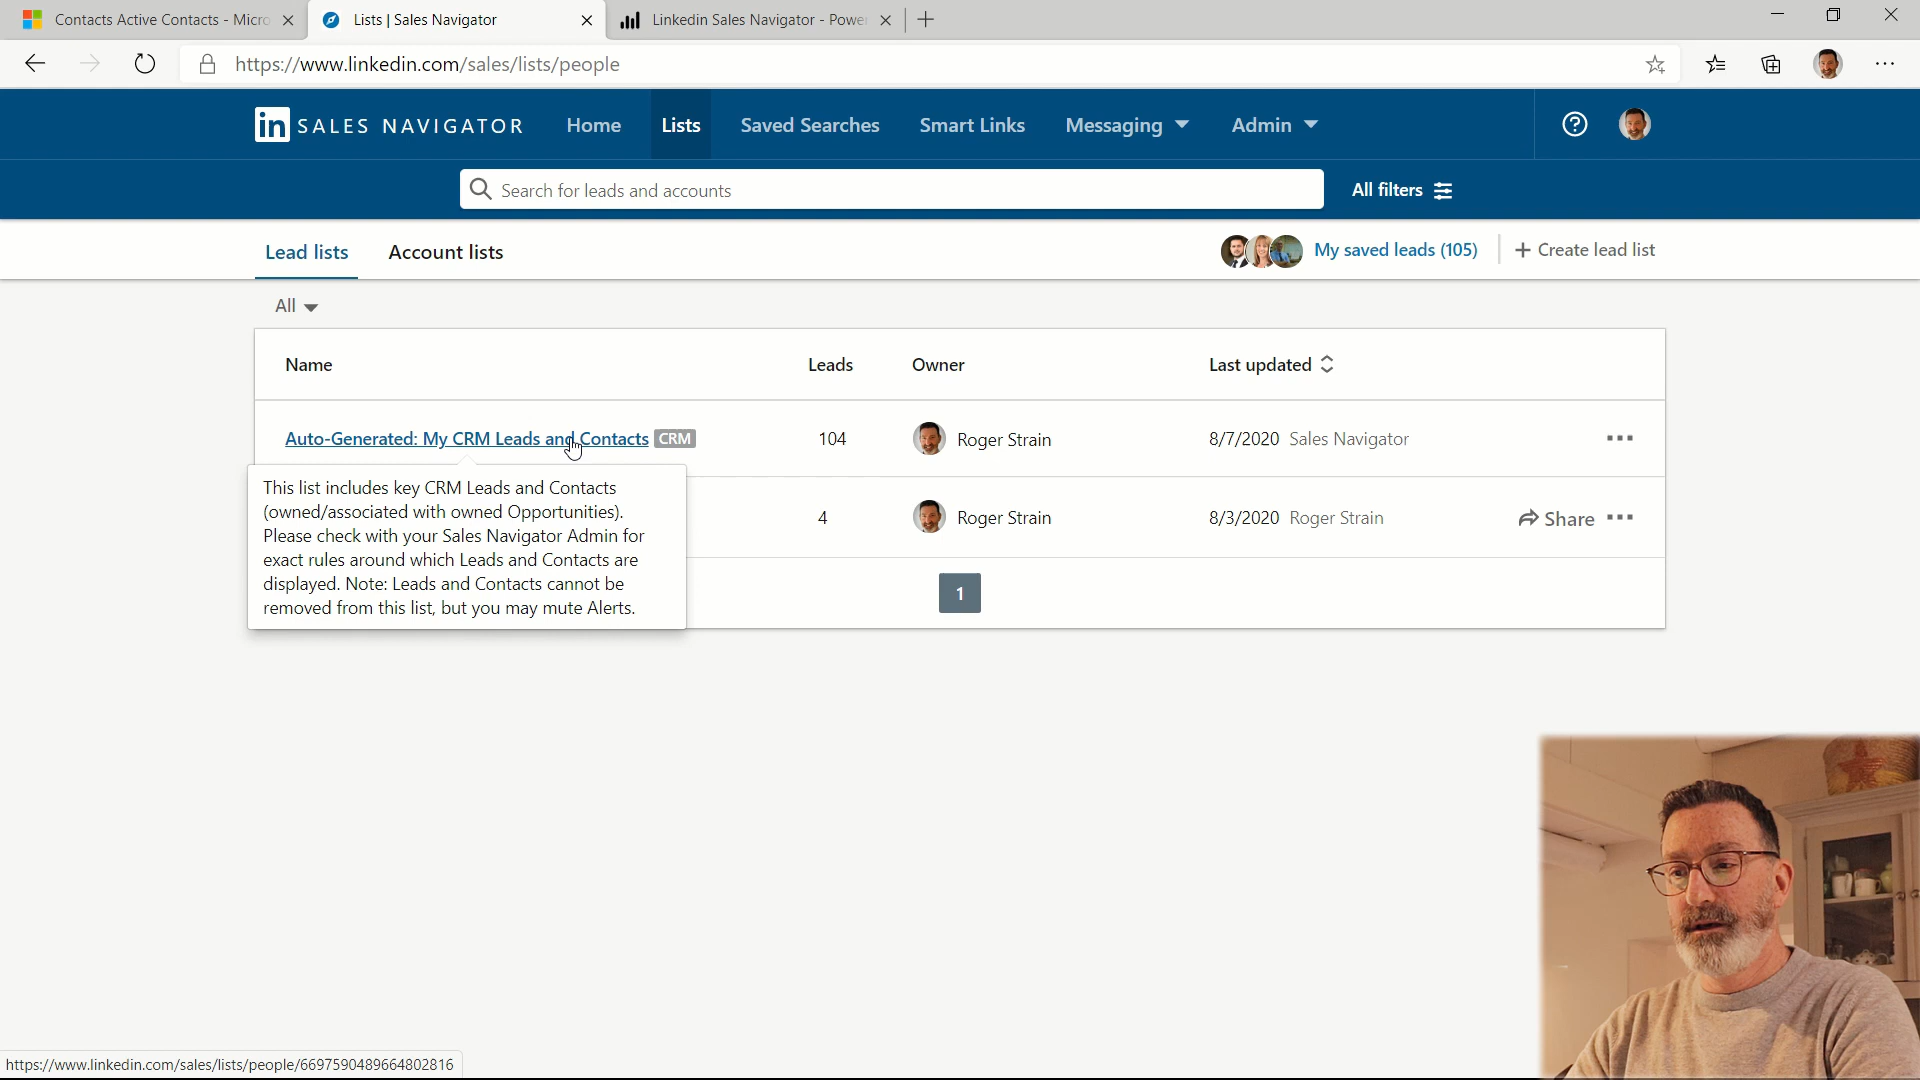 Contacts Active Contacts - Micro
Lists | Sales Navigator
Linkedin Sales Navigator - Powe
https://www.linkedin.com/sales/lists/people
in SALES NAVIGATOR
Home
Lists
Saved Searches
Smart Links
Messaging
Admin
Search for leads and accounts
All filters
Lead lists
Account lists
My saved leads (105)
+ Create lead list
All
Name
Leads
Owner
Last updated
Auto-Generated: My CRM Leads and Contacts CRM
104
Roger Strain
8/7/2020 Sales Navigator
This list includes key CRM Leads and Contacts
(owned/associated with owned Opportunities).
Please check with your Sales Navigator Admin for
exact rules around which Leads and Contacts are
displayed. Note: Leads and Contacts cannot be
removed from this list, but you may mute Alerts.
4
Roger Strain
8/3/2020 Roger Strain
Share
1
https://www.linkedin.com/sales/lists/people/6697590489664802816